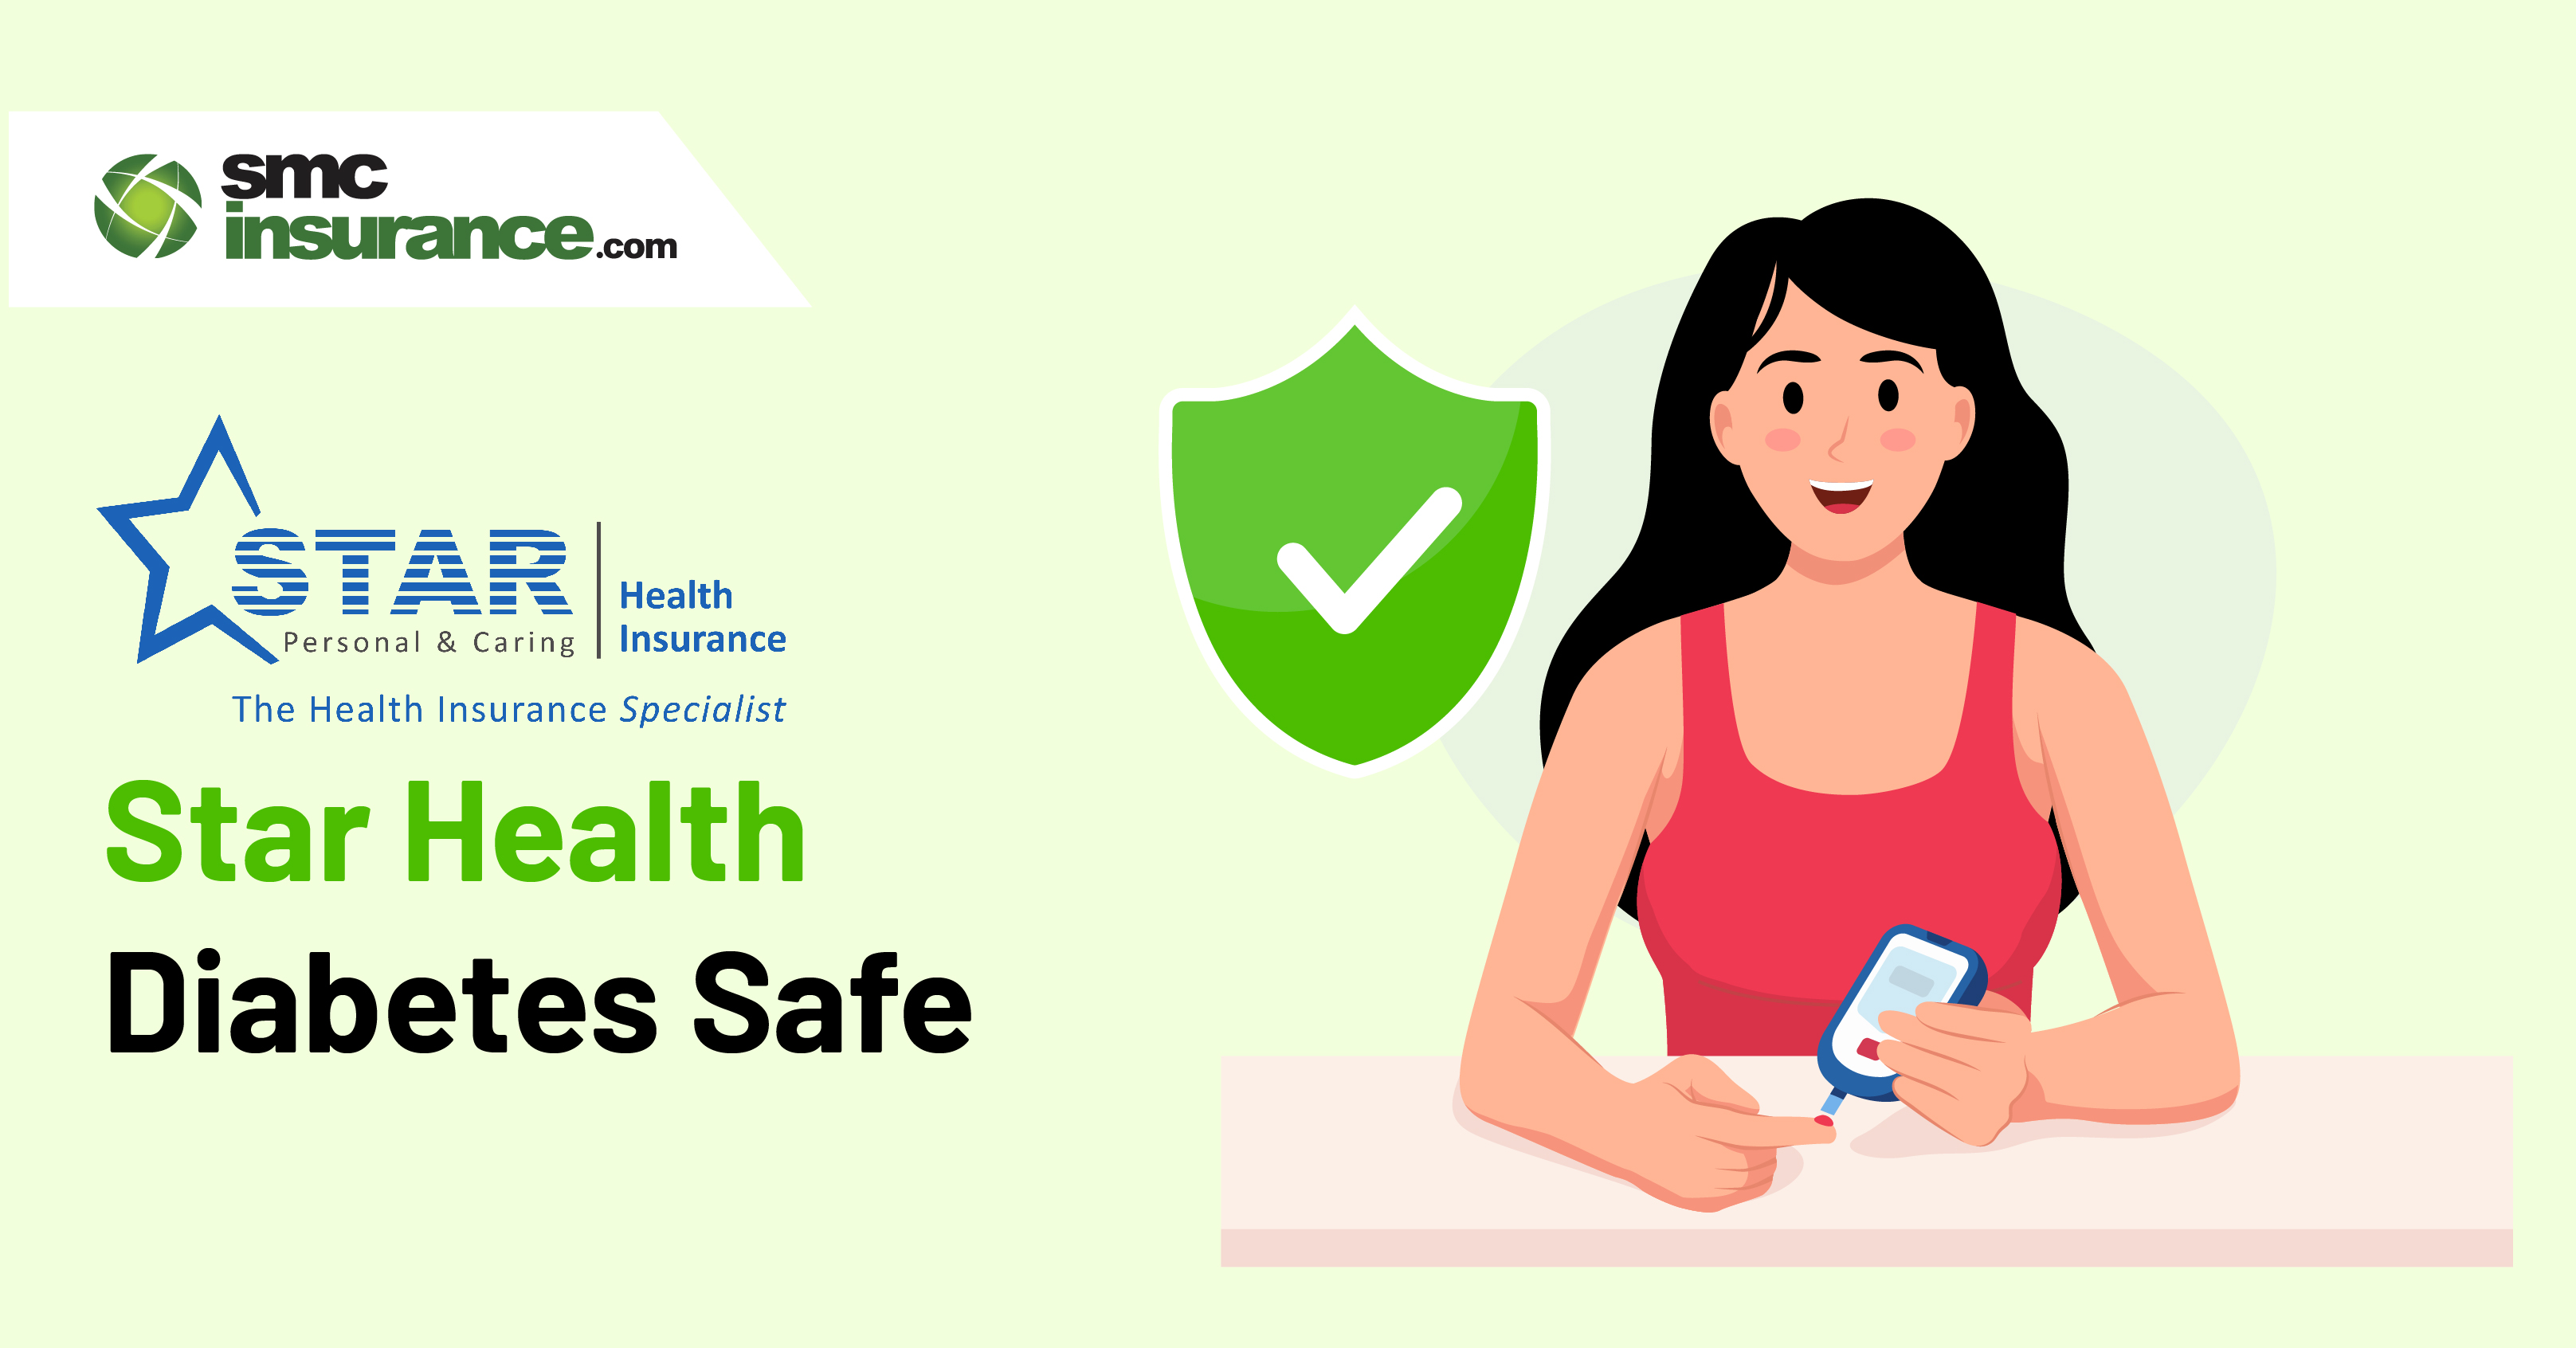 smc
insurance.com
STAR
Personal & Caring
Health
Insurance
The Health Insurance Specialist
Star Health
Diabetes Safe